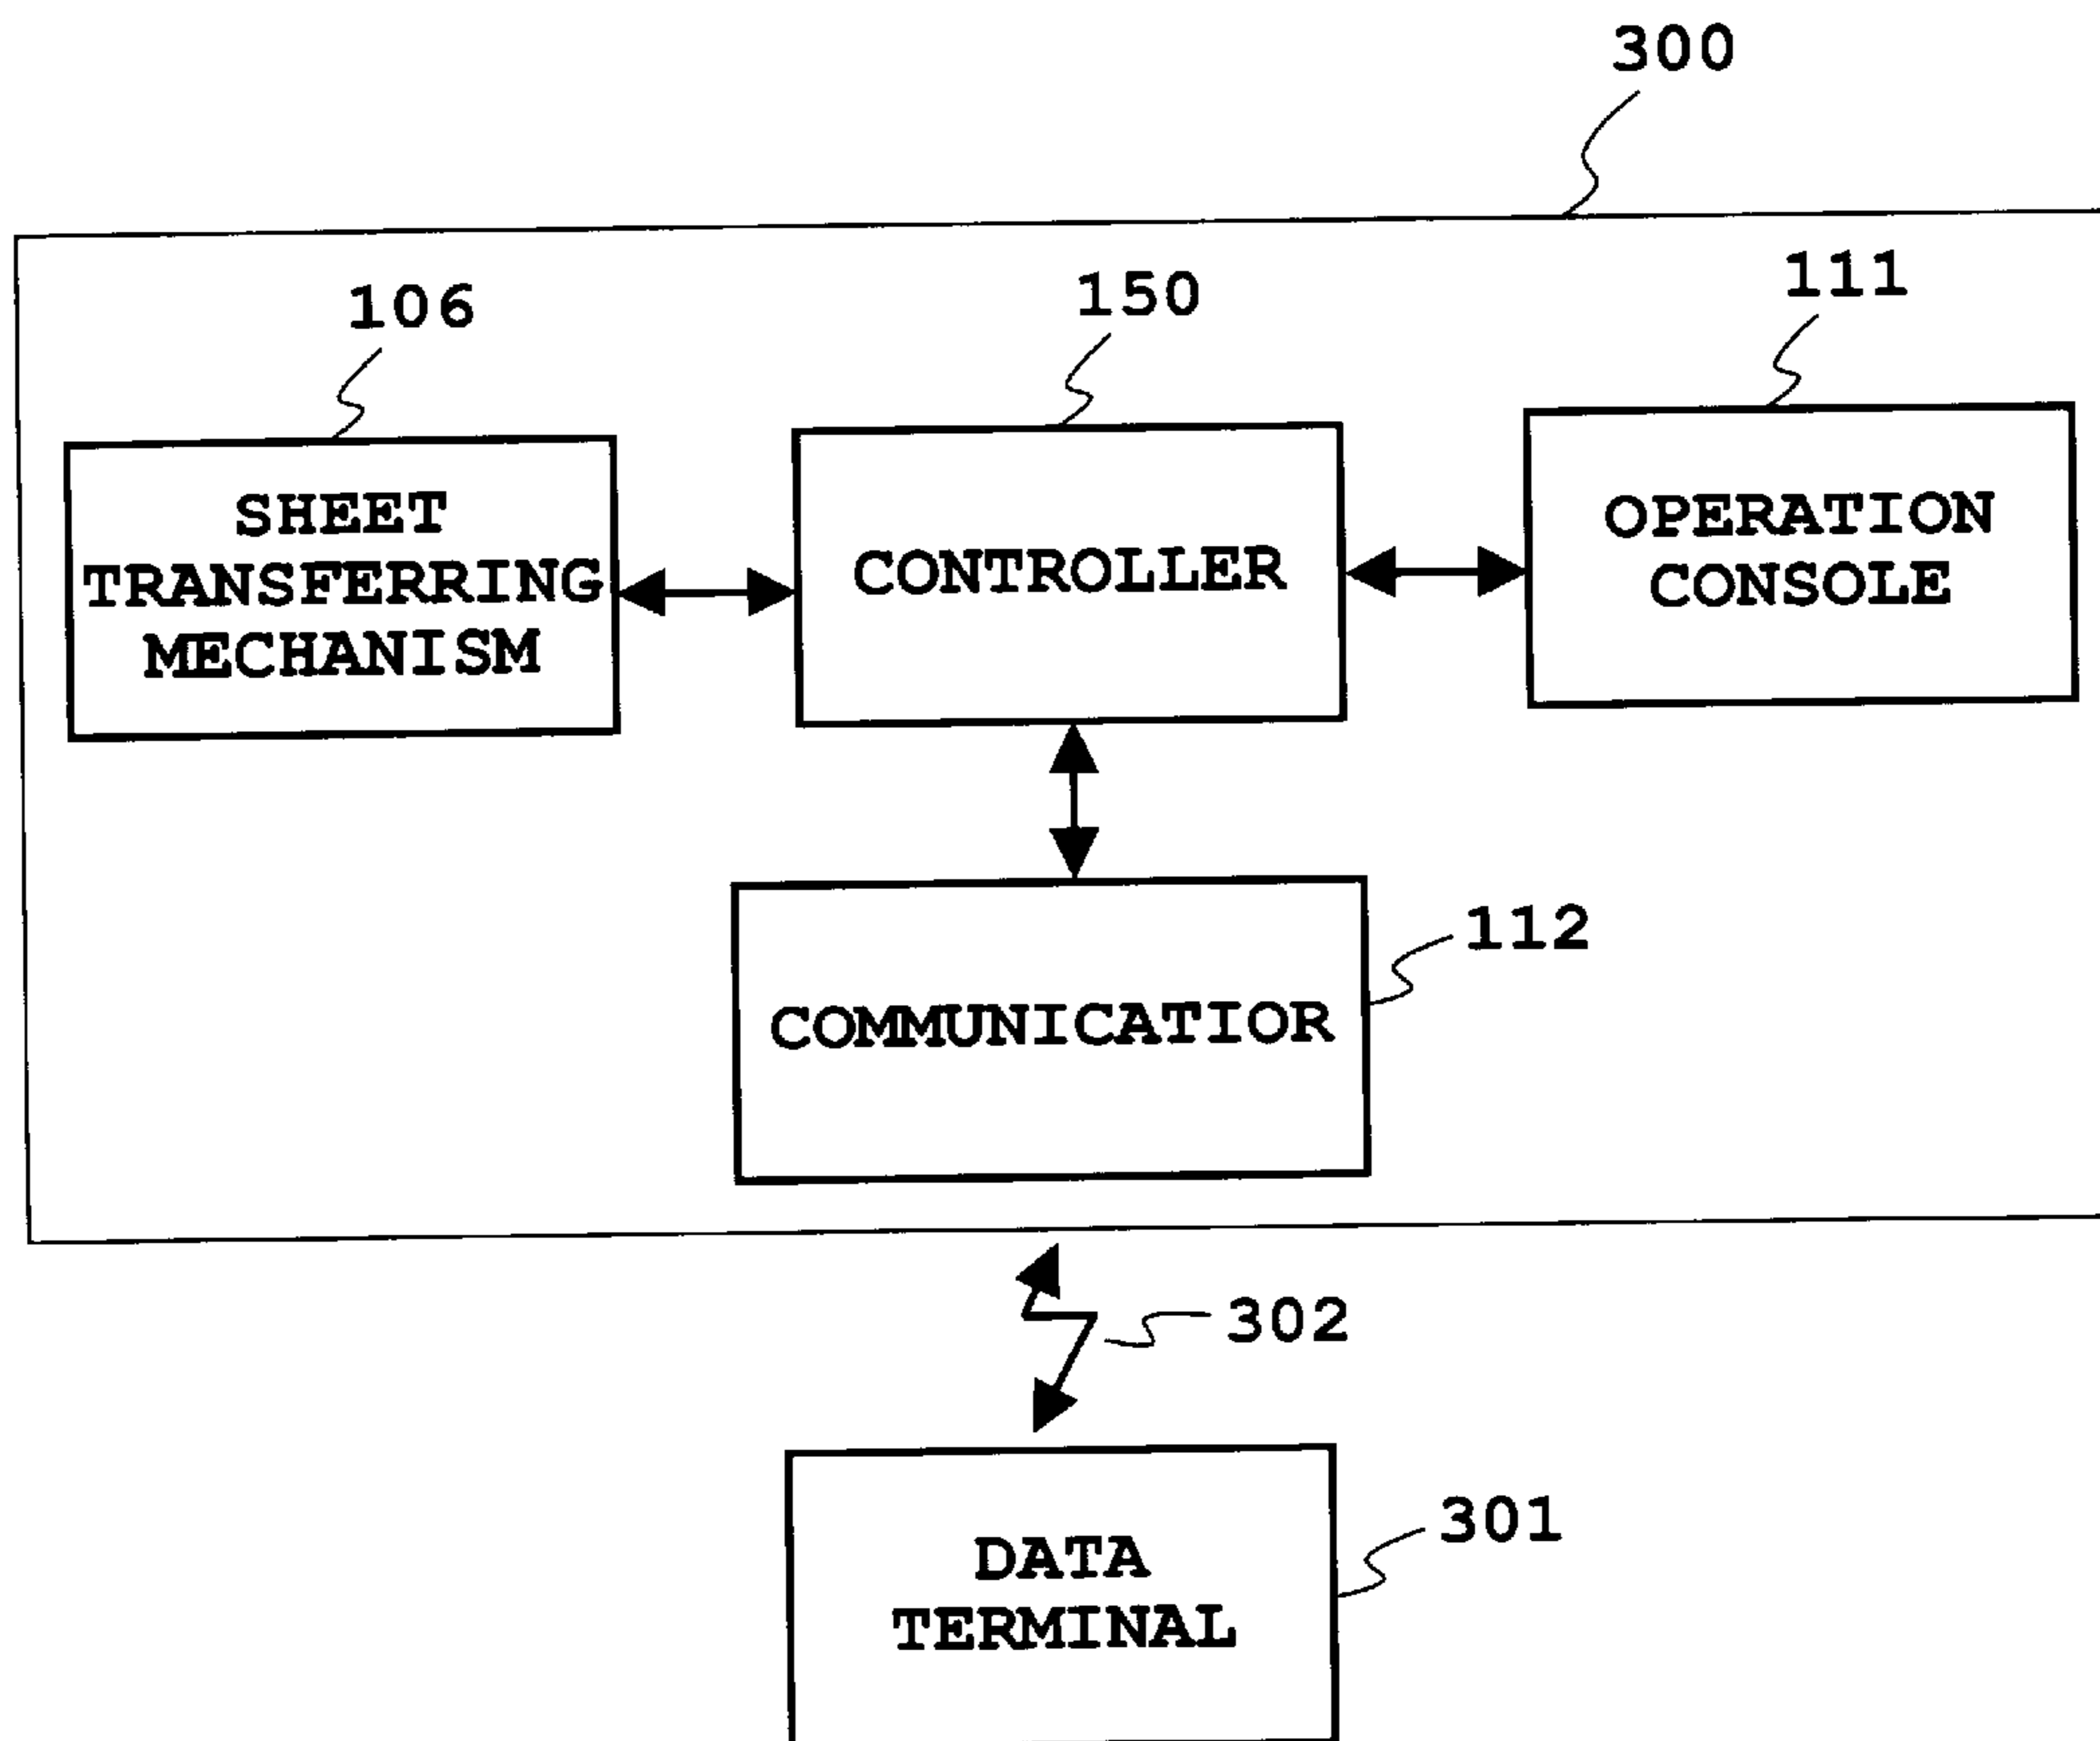 300
106
150
111
SHEET
TRANSFERRING
MECHANISM
CONTROLLER
OPERATION
CONSOLE
112
COMMUNICATIOR
302
301
DATA
TERMINAL